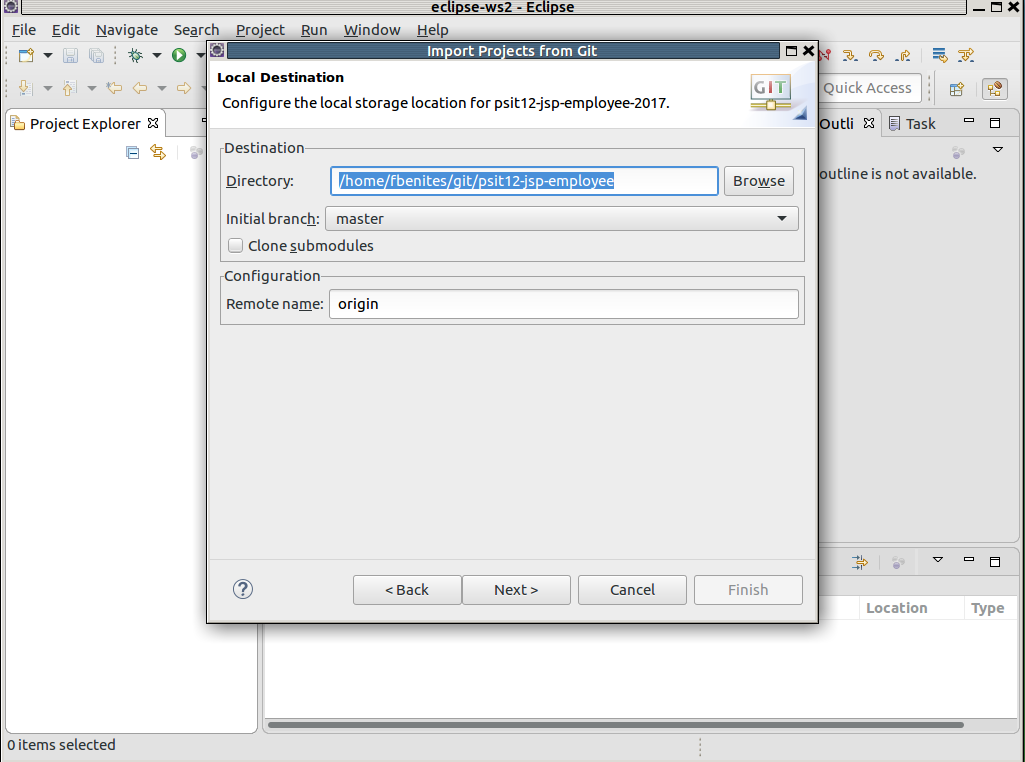 eclipse-ws2 - Eclipse
File Edit Navigate Search Project Run Window Help
Import Projects from Git
Local Destination
Configure the local storage location for psit12-jsp-employee-2017.
GIT
Quick Access
Project Explorer
Outli
Task
outline is not available.
Destination
Directory: /home/fbenites/git/psit12-jsp-employee Browse
Initial branch: master
Clone submodules
Configuration
Remote name: origin
< Back Next > Cancel Finish
Location Type
0 items selected